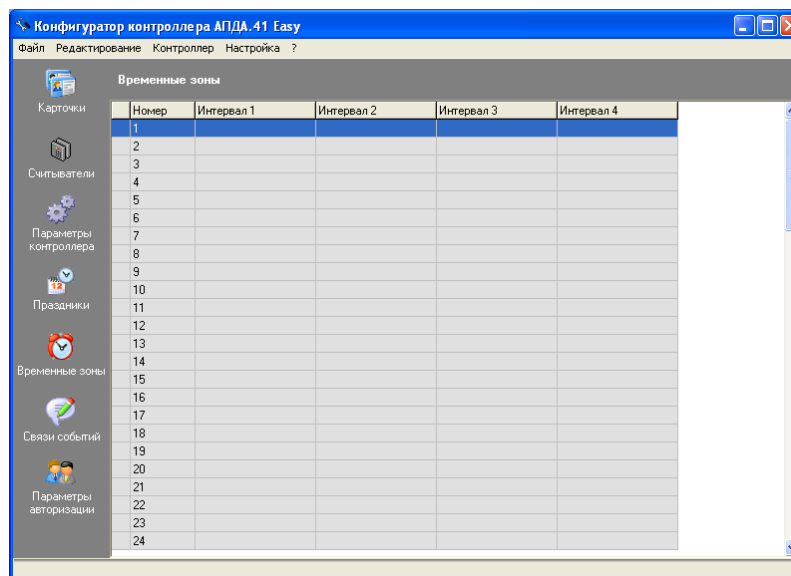 Конфигуратор контроллера АПДА.41 Easy
Файл Редактирование Контроллер Настройка ?
Временные зоны
Карточки
Считыватели
Параметры
контроллера
12
Праздники
Временные зоны
Связи событий
Параметры
авторизации
Номер Интервал 1 Интервал 2 Интервал 3 Интервал 4
1
2
3
4
5
6
7
8
9
10
11
12
13
14
15
16
17
18
19
20
21
22
23
24